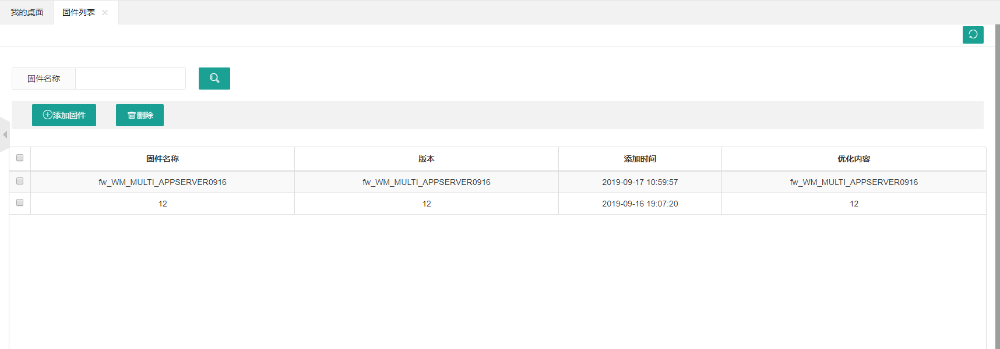 我的桌面 固件列表
固件名称
添加固件 删除
固件名称 版本 添加时间 优化内容
fw_WM_MULTI_APPSERVER0916 fw_WM_MULTI_APPSERVER0916 2019-09-17 10:59:57 fw_WM_MULTI_APPSERVER0916
12 12 2019-09-16 19:07:20 12